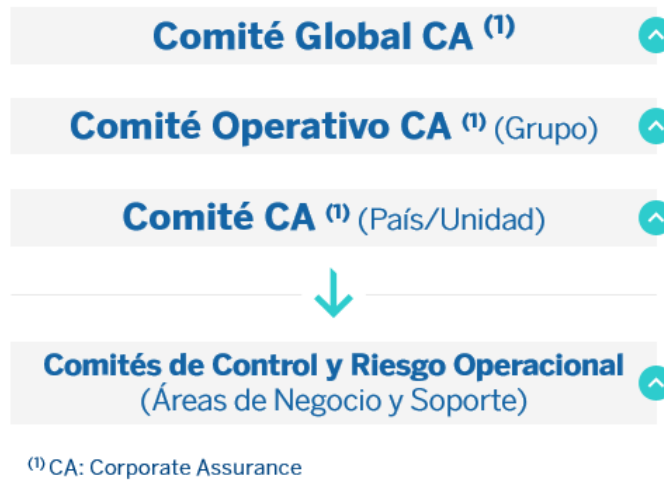 Comité Global CA (1)
Comité Operativo CA (1) (Grupo)
Comité CA (1) (País/Unidad)
Comités de Control y Riesgo Operacional
(Áreas de Negocio y Soporte)
(1) CA: Corporate Assurance